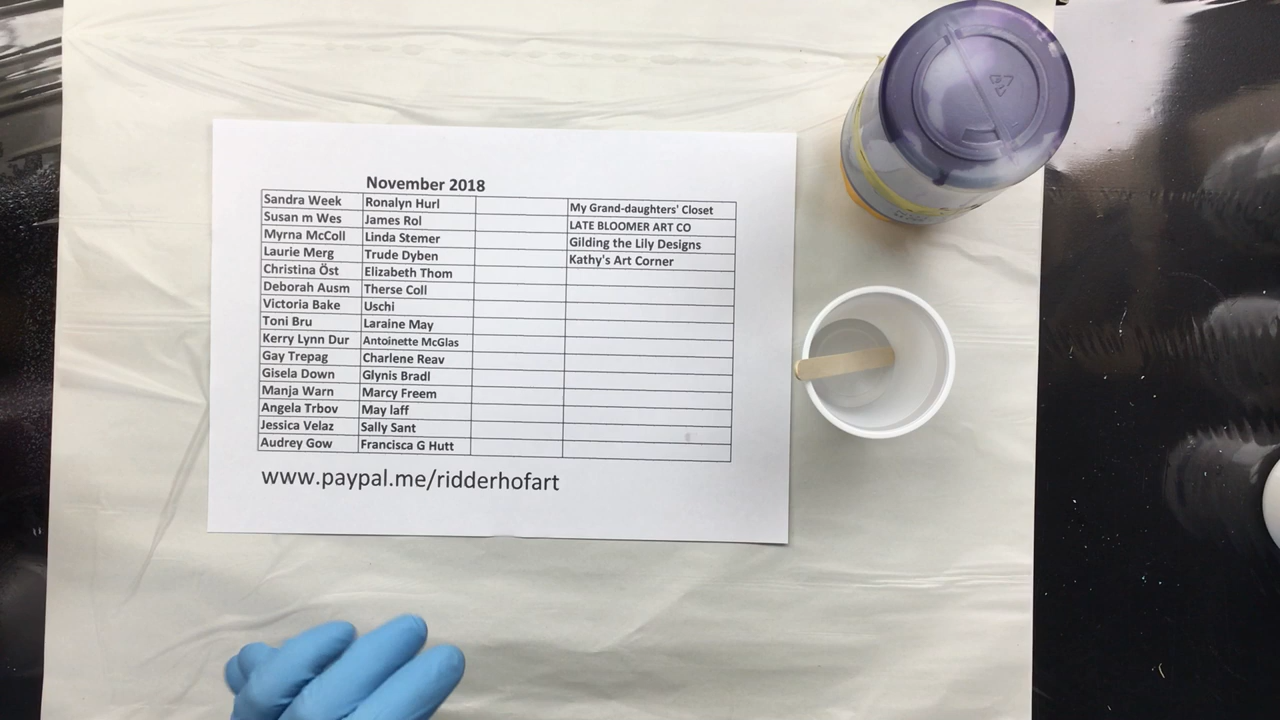 November 2018
Sandra Week Ronalyn Hurl My Grand-daughters' Closet
Susan m Wes James Rol LATE BLOOMER ART CO
Myrna McColl Linda Stemer Gilding the Lily Designs
Laurie Merg Trude Dyben Kathy's Art Corner
Christina Öst Elizabeth Thom
Deborah Ausm Therse Coll
Victoria Bake Uschi
Toni Bru Laraine May
Kerry Lynn Dur Antoinette McGlas
Gay Trepag Charlene Reav
Gisela Down Glynis Bradl
Manja Warn Marcy Freem
Angela Trbov May laff
Jessica Velaz Sally Sant
Audrey Gow Francisca G Hutt
www.paypal.me/ridderhofart